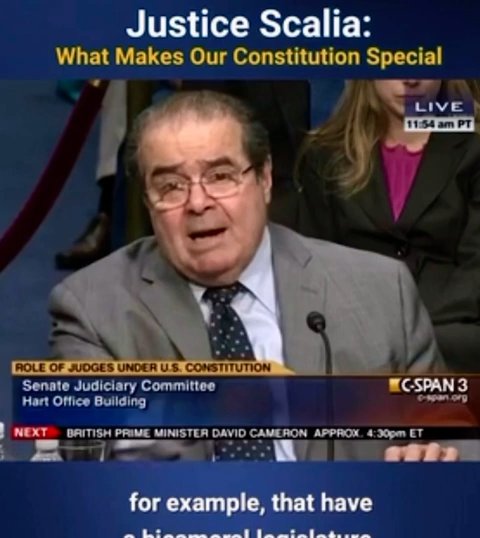 Justice Scalia:
What Makes Our Constitution Special
LIVE
11:54 am PT
ROLE OF JUDGES UNDER U.S. CONSTITUTION
Senate Judiciary Committee
Hart Office Building
C-SPAN 3
c-span.org
NEXT BRITISH PRIME MINISTER DAVID CAMERON APPROX. 4:30pm ET
for example, that have
a bicameral legislature